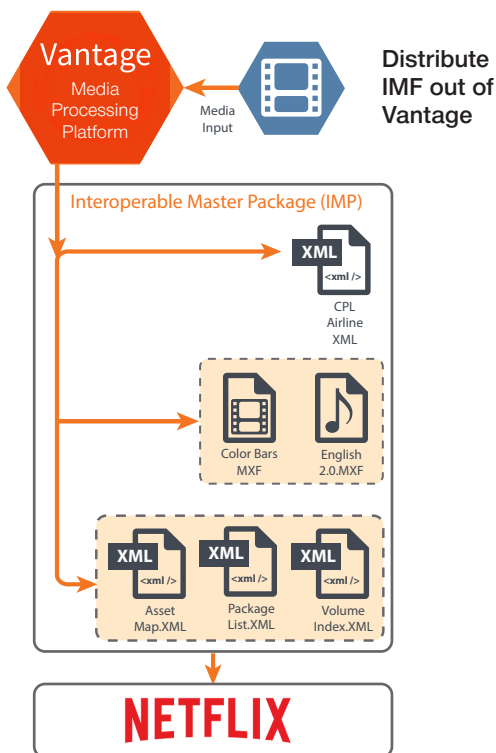 Vantage
Media
Processing
Platform
Media
Input
Distribute
IMF out of
Vantage
Interoperable Master Package (IMP)
XML
<xml />
CPL
Airline
XML
Color Bars
MXF
English
2.0.MXF
XML
<xml />
Asset
Map.XML
XML
<xml />
Package
List.XML
XML
<xml />
Volume
Index.XML
NETFLIX